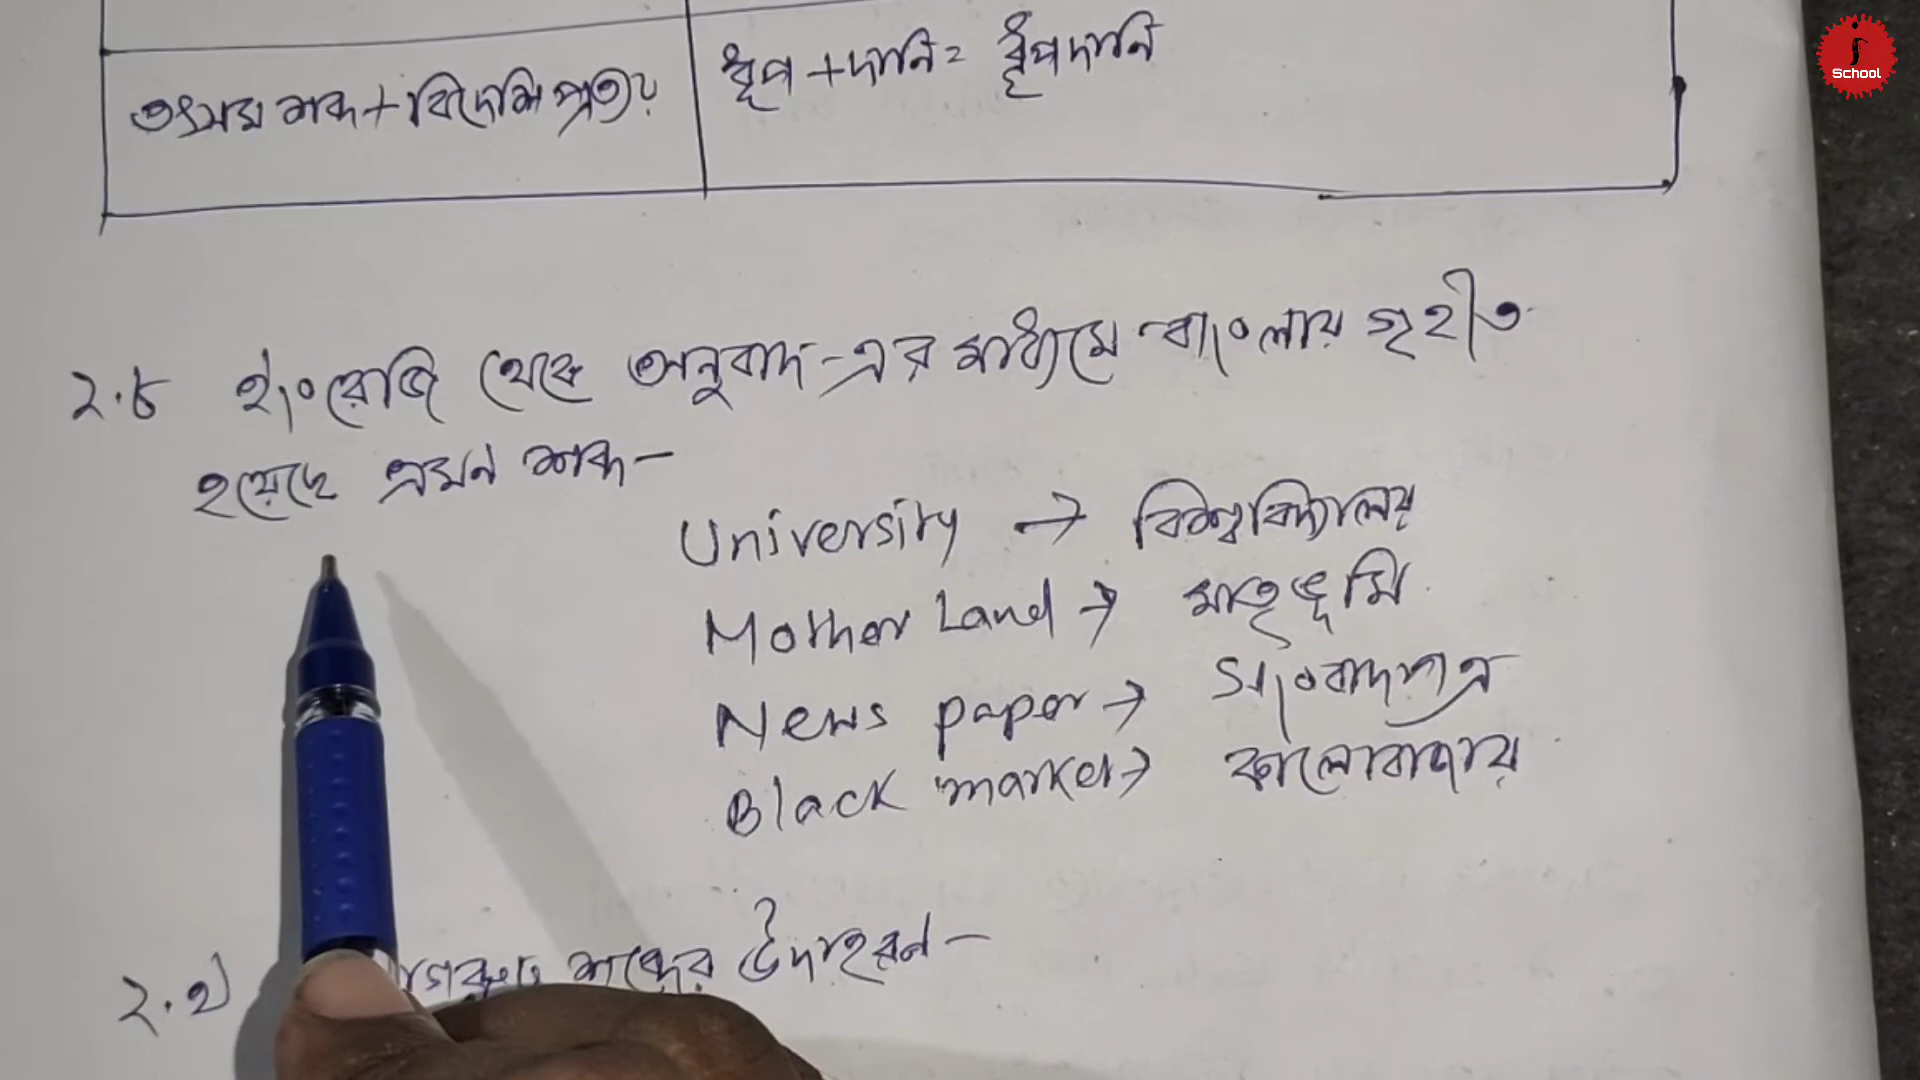 তৎসম শব্দ + বিদেশি প্রত্যয়
ধূপ + দানি = ধূপদানি
School
২.৮ ইংরেজি থেকে অনুবাদ-এর মাধ্যমে বাংলায় গৃহীত
হয়েছে এমন শব্দ –
University → বিশ্ববিদ্যালয়
Mother Land → মাতৃভূমি
News paper → সংবাদপত্র
Black market → কালোবাজার
২.৯ শব্দের উদাহরন –